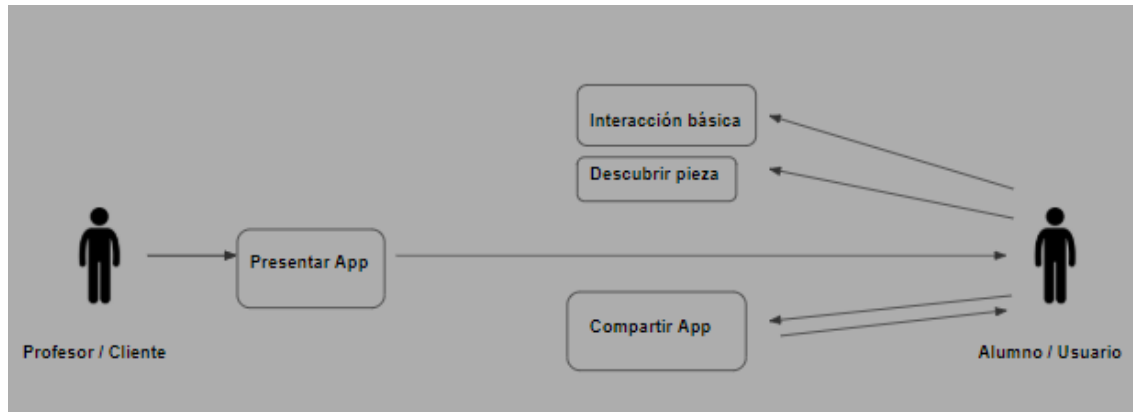 Interacción básica
Descubrir pieza
Presentar App
Compartir App
Profesor / Cliente
Alumno / Usuario